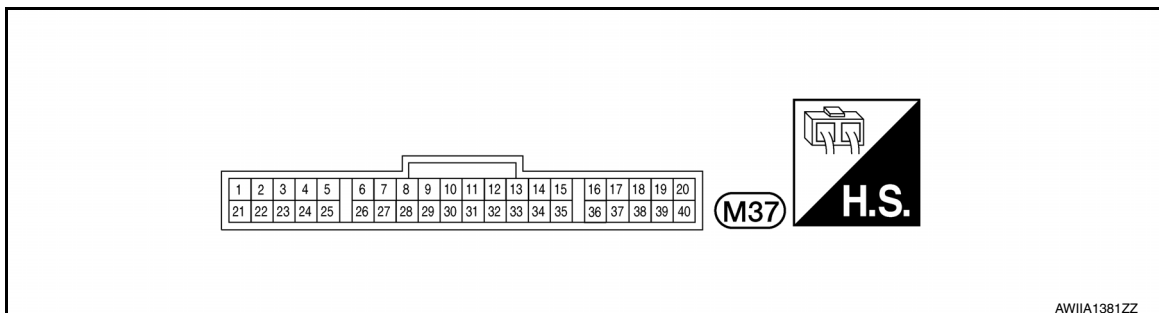 1 2 3 4 5 6 7 8 9 10 11 12 13 14 15 16 17 18 19 20
21 22 23 24 25 26 27 28 29 30 31 32 33 34 35 36 37 38 39 40
M37
H.S.
AWIIA1381ZZ